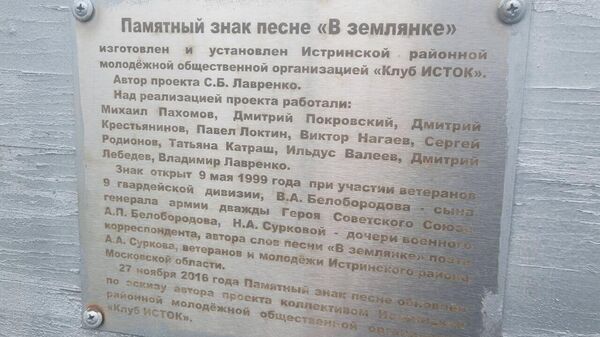 Памятный знак песне «В землянке»
изготовлен и установлен Истринской районной
молодёжной общественной организацией «Клуб ИСТОК».
Автор проекта С.Б. Лавренко.
Над реализацией проекта работали:
Михаил Пахомов, Дмитрий Покровский, Дмитрий
Крестьянинов, Павел Локтин, Виктор Нагаев, Сергей
Родионов, Татьяна Катраш, Ильдус Валеев, Дмитрий
Лебедев, Владимир Лавренко.
Знак открыт 9 мая 1999 года при участии ветеранов
9 гвардейской дивизии, В.А. Белобородова - сына
генерала армии дважды Героя Советского Союза
А.П. Белобородова, Н.А. Сурковой - дочери военного
корреспондента, автора слов песни «В землянке» поэта
А.А. Суркова, ветеранов и молодёжи Истринского района
Московской области.
27 ноября 2016 года Памятный знак песне
по эскизу автора проекта коллективом
районной молодёжной общественной
«Клуб ИСТОК».